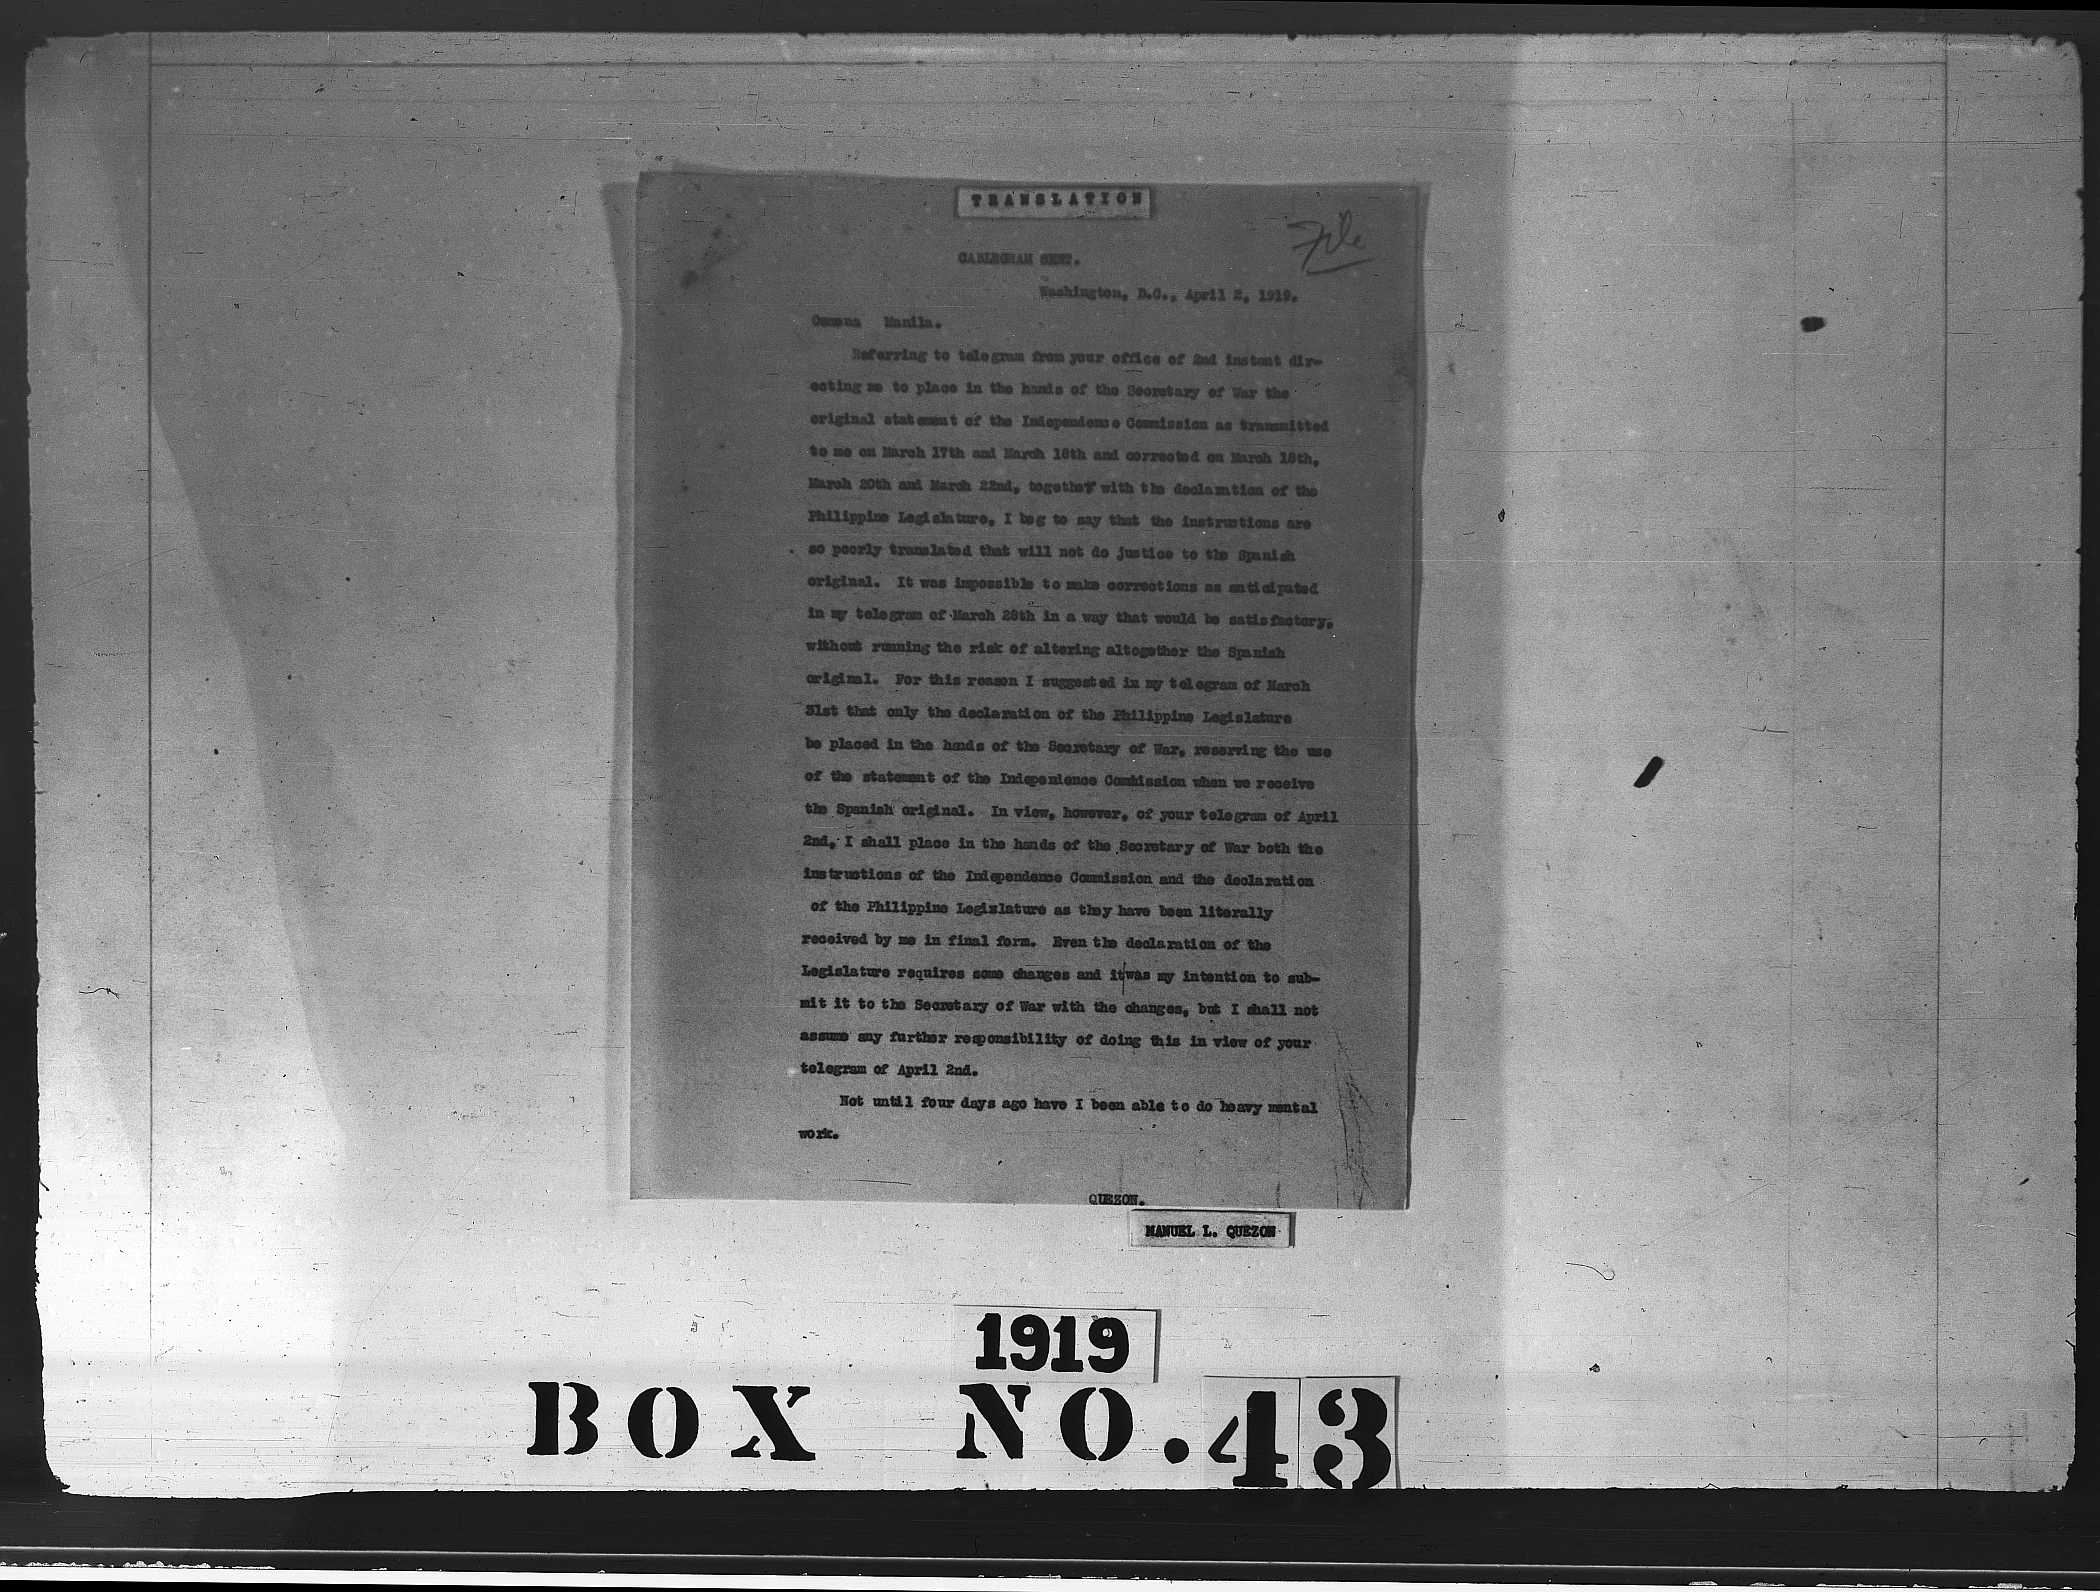 TRANSLATION
File
CABLEGRAM SENT.
Washington, D.C., April 2, 1919.
Osmena Manila.
Referring to telegram from your office of 2nd instant dir-
ecting me to place in the hands of the Secretary of War the
original statement of the Independence Commission as transmitted
to me on March 17th and March 18th and corrected on March 18th,
March 20th and March 22nd, together with the declaration of the
Philippine Legislature, I beg to say that the instructions are
so poorly translated that will not do justice to the Spanish
original. It was impossible to make corrections as anticipated
in my telegram of March 28th in a way that would be satisfactory,
without running the risk of altering altogether the Spanish
original. For this reason I suggested in my telegram of March
31st that only the declaration of the Philippine Legislature
be placed in the hands of the Secretary of War, reserving the use
of the statement of the Independence Commission when we receive
the Spanish original. In view, however, of your telegram of April
2nd, I shall place in the hands of the Secretary of War both the
instructions of the Independence Commission and the declaration
of the Philippine Legislature as they have been literally
received by me in final form. Even the declaration of the
Legislature requires some changes and it was my intention to sub-
mit it to the Secretary of War with the changes, but I shall not
assume any further responsibility of doing this in view of your
telegram of April 2nd.
Not until four days ago have I been able to do heavy mental
work.
QUEZON.
MANUEL L. QUEZON
1919
BOX NO. 43